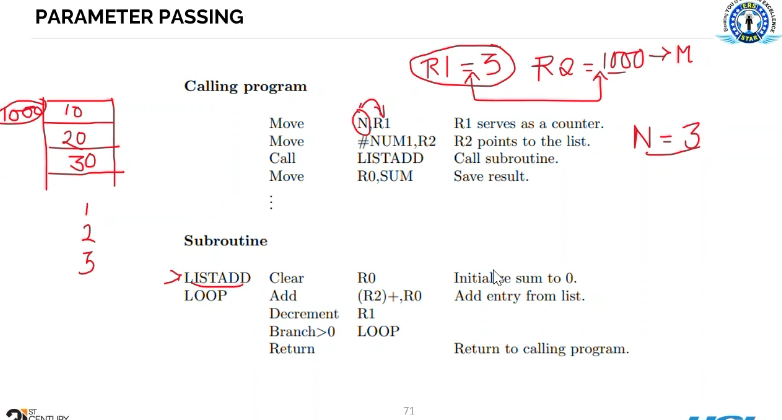 PARAMETER PASSING
R1 = 3 R2 = 1000 → M
Calling program
1000 10
20
30
1
2
3
Move N,R1 R1 serves as a counter.
Move #NUM1,R2 R2 points to the list.
Call LISTADD Call subroutine.
Move R0,SUM Save result.
N = 3
Subroutine
LISTADD Clear R0 Initialize sum to 0.
LOOP Add (R2)+,R0 Add entry from list.
Decrement R1
Branch>0 LOOP
Return Return to calling program.
71
ST
CENTURY